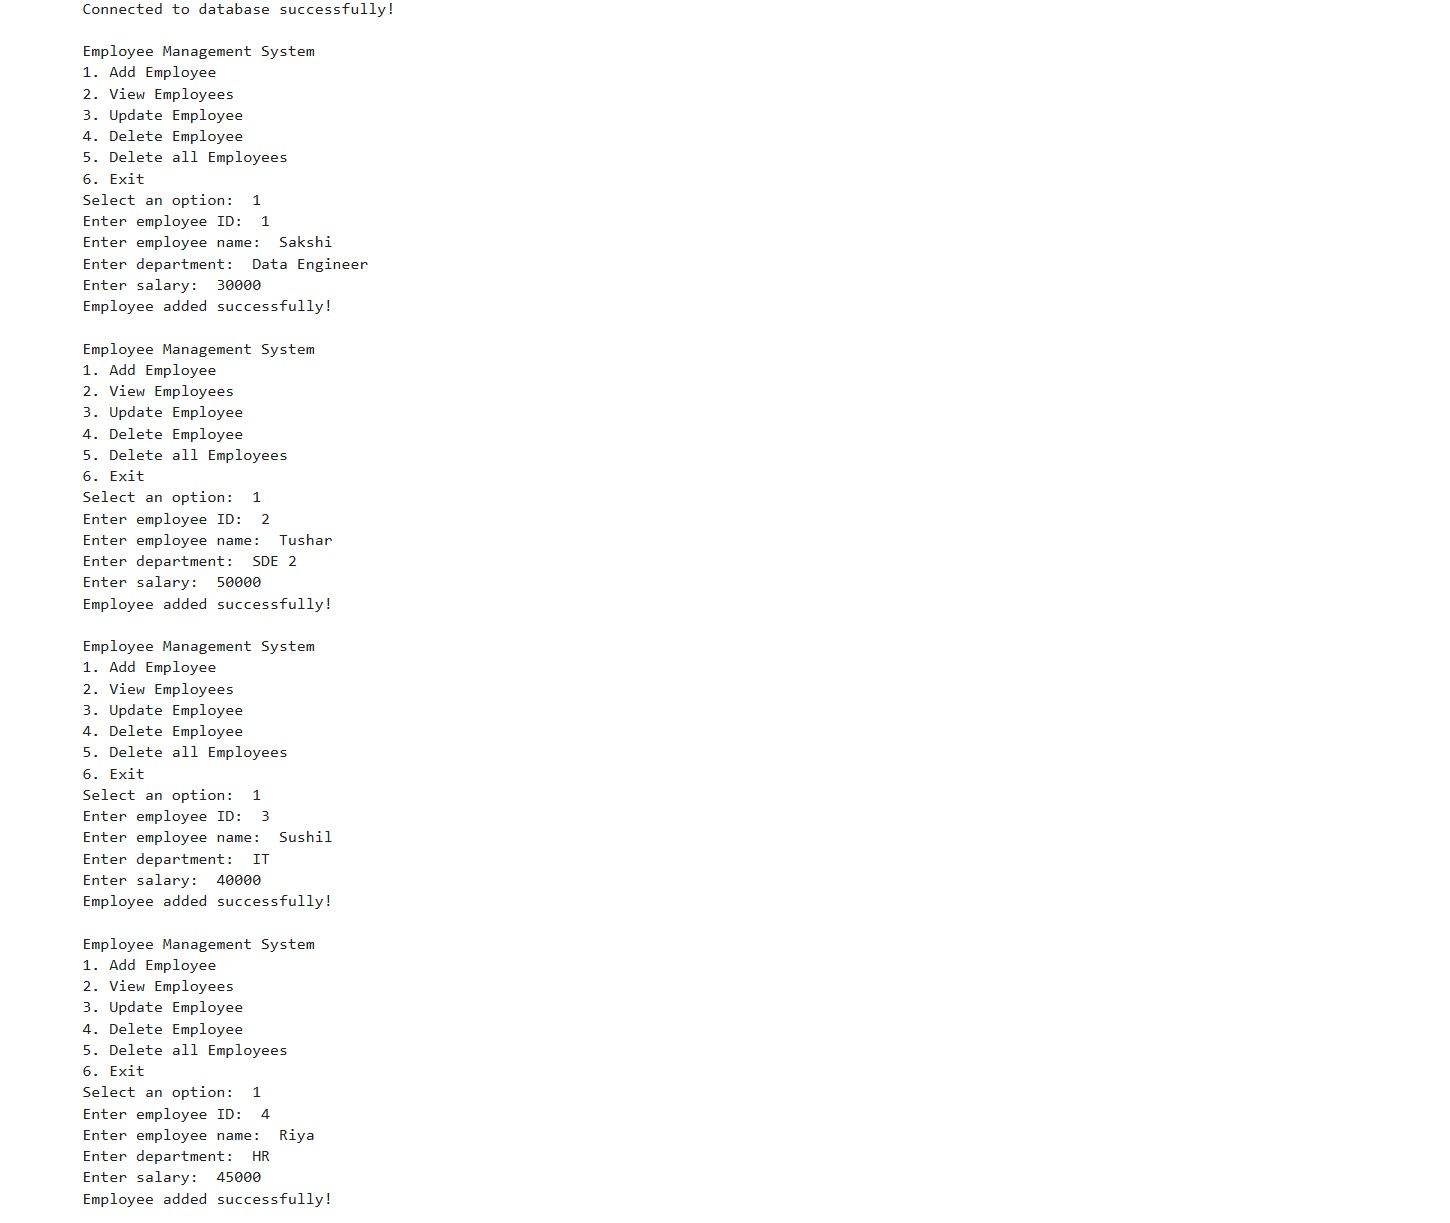 Connected to database successfully!
Employee Management System
1. Add Employee
2. View Employees
3. Update Employee
4. Delete Employee
5. Delete all Employees
6. Exit
Select an option:  1
Enter employee ID:  1
Enter employee name:  Sakshi
Enter department:  Data Engineer
Enter salary:  30000
Employee added successfully!
Employee Management System
1. Add Employee
2. View Employees
3. Update Employee
4. Delete Employee
5. Delete all Employees
6. Exit
Select an option:  1
Enter employee ID:  2
Enter employee name:  Tushar
Enter department:  SDE 2
Enter salary:  50000
Employee added successfully!
Employee Management System
1. Add Employee
2. View Employees
3. Update Employee
4. Delete Employee
5. Delete all Employees
6. Exit
Select an option:  1
Enter employee ID:  3
Enter employee name:  Sushil
Enter department:  IT
Enter salary:  40000
Employee added successfully!
Employee Management System
1. Add Employee
2. View Employees
3. Update Employee
4. Delete Employee
5. Delete all Employees
6. Exit
Select an option:  1
Enter employee ID:  4
Enter employee name:  Riya
Enter department:  HR
Enter salary:  45000
Employee added successfully!